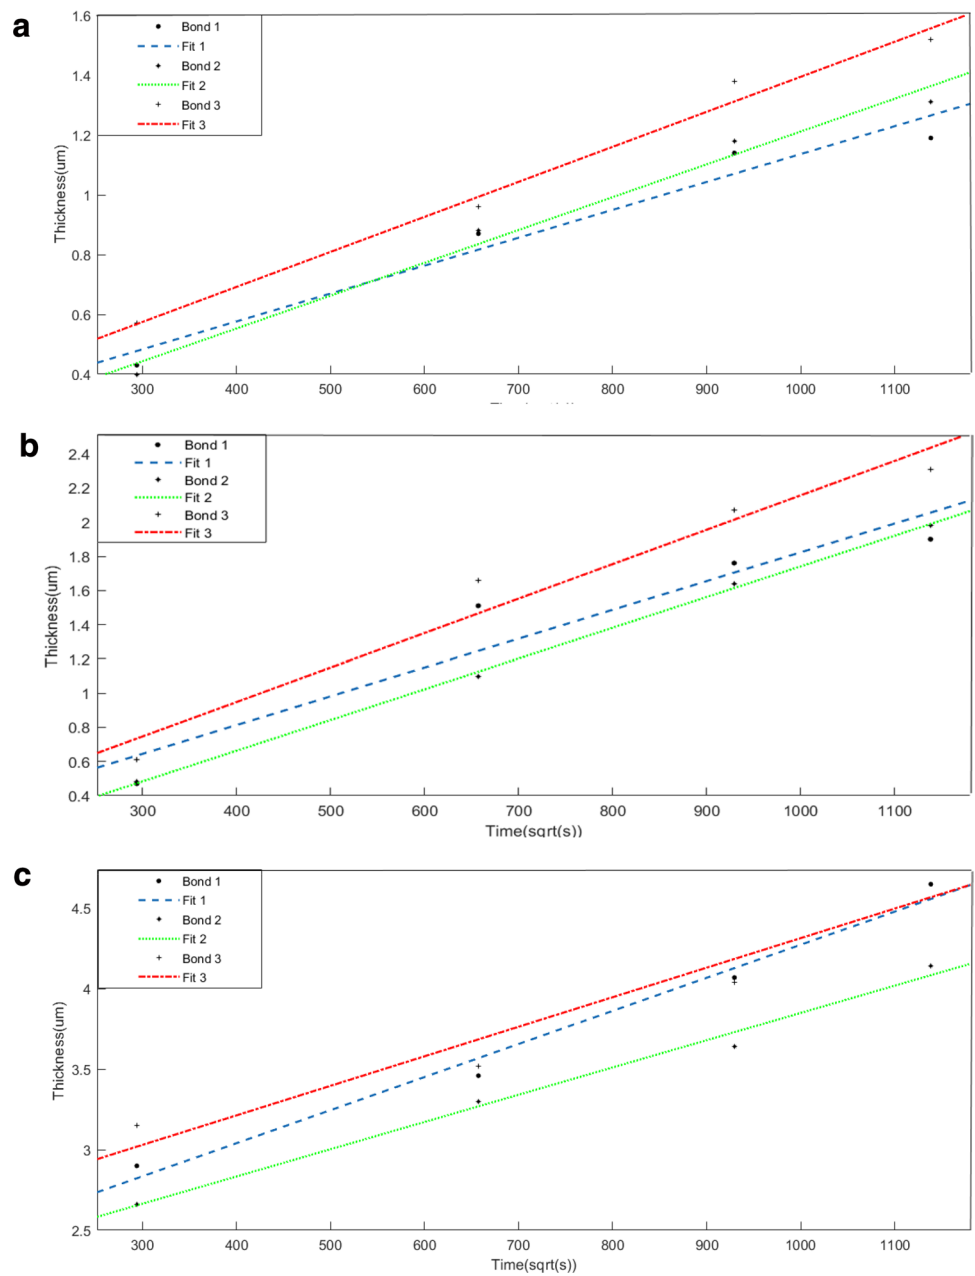 a
1.6
Bond 1
Fit 1
Bond 2
Fit 2
Bond 3
Fit 3
1.4
1.2
1
0.8
0.6
0.4
Thickness(um)
300 400 500 600 700 800 900 1000 1100
b
Bond 1
Fit 1
Bond 2
Fit 2
Bond 3
Fit 3
2.4
2.2
2
1.8
1.6
1.4
1.2
1
0.8
0.6
0.4
Thickness(um)
300 400 500 600 700 800 900 1000 1100
Time(sqrt(s))
c
Bond 1
Fit 1
Bond 2
Fit 2
Bond 3
Fit 3
4.5
4
3.5
3
2.5
Thickness(um)
300 400 500 600 700 800 900 1000 1100
Time(sqrt(s))